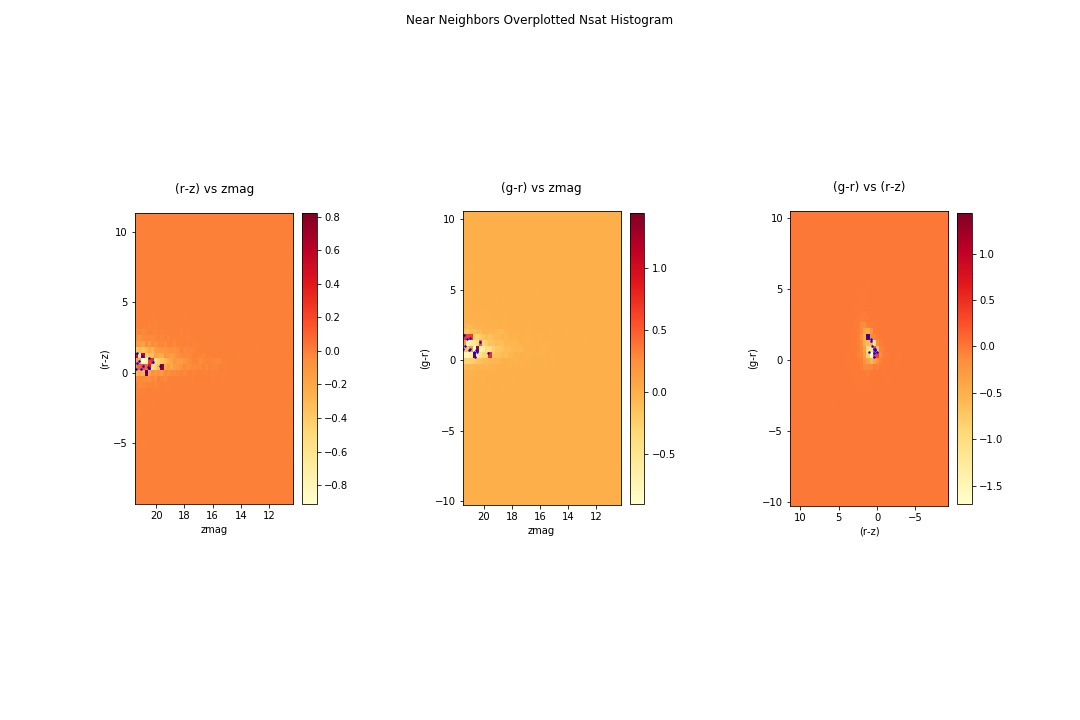 Near Neighbors Overplotted Nsat Histogram
(r-z) vs zmag
10
5
0
−5
(r-z)
20 18 16 14 12
zmag
0.8
0.6
0.4
0.2
0.0
−0.2
−0.4
−0.6
−0.8
(g-r) vs zmag
10
5
0
−5
−10
(g-r)
20 18 16 14 12
zmag
1.0
0.5
0.0
−0.5
(g-r) vs (r-z)
10
5
0
−5
−10
(g-r)
10 5 0 −5
(r-z)
1.0
0.5
0.0
−0.5
−1.0
−1.5